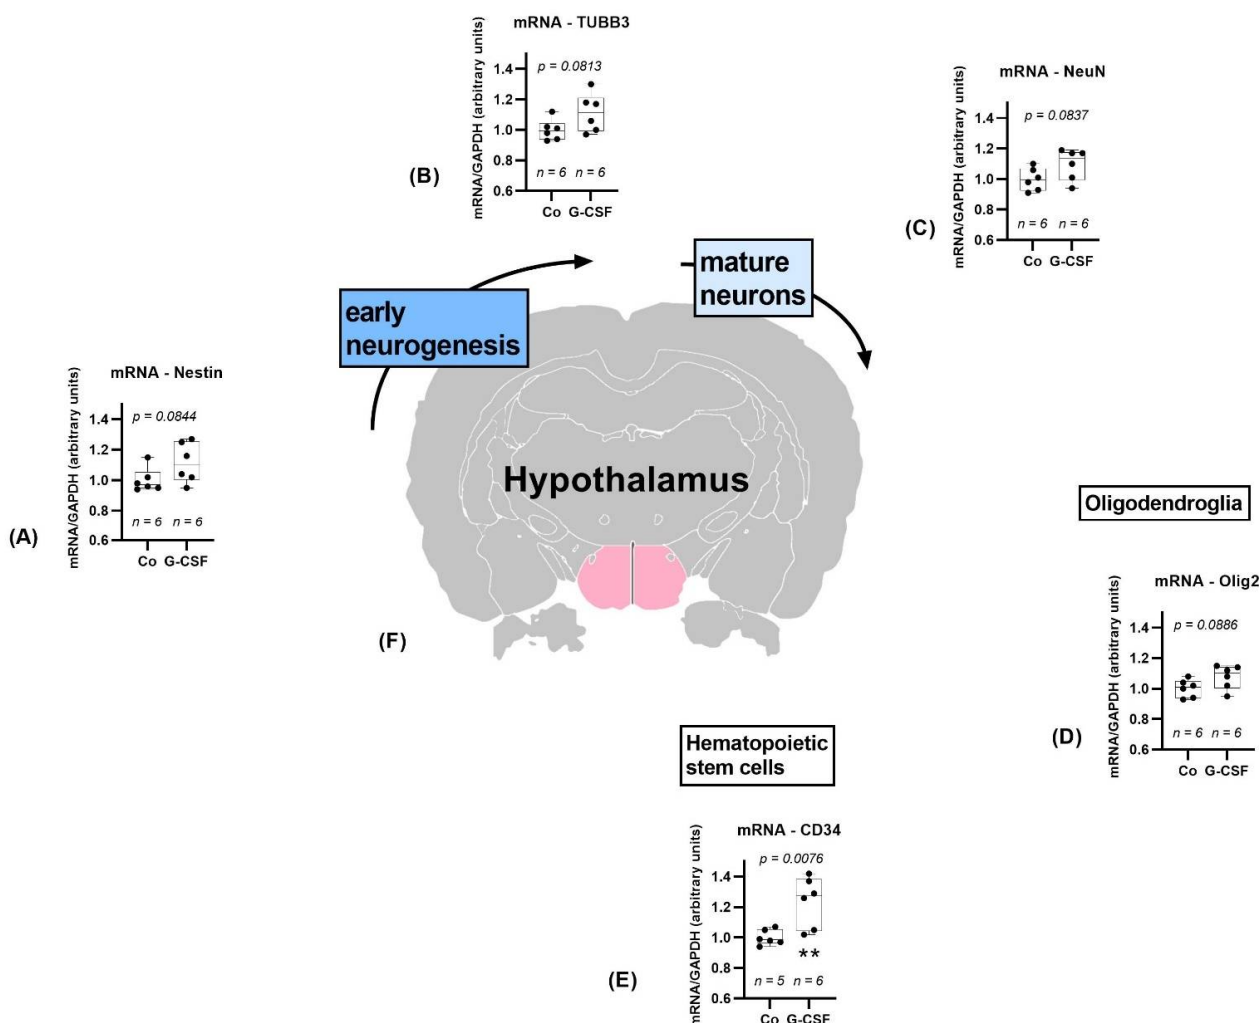 mRNA - TUBB3
mRNA/GAPDH (arbitrary units)
p = 0.0813
1.4
1.2
1.0
0.8
0.6
n = 6 n = 6
Co G-CSF
(B)
mRNA - NeuN
mRNA/GAPDH (arbitrary units)
p = 0.0837
1.4
1.2
1.0
0.8
0.6
n = 6 n = 6
Co G-CSF
(C)
early
neurogenesis
mature
neurons
mRNA - Nestin
mRNA/GAPDH (arbitrary units)
p = 0.0844
1.4
1.2
1.0
0.8
0.6
n = 6 n = 6
Co G-CSF
(A)
Hypothalamus
(F)
Oligodendroglia
mRNA - Olig2
mRNA/GAPDH (arbitrary units)
p = 0.0886
1.4
1.2
1.0
0.8
0.6
n = 6 n = 6
Co G-CSF
(D)
Hematopoietic
stem cells
mRNA - CD34
mRNA/GAPDH (arbitrary units)
p = 0.0076
1.4
1.2
1.0
0.8
0.6
**
n = 5 n = 6
Co G-CSF
(E)